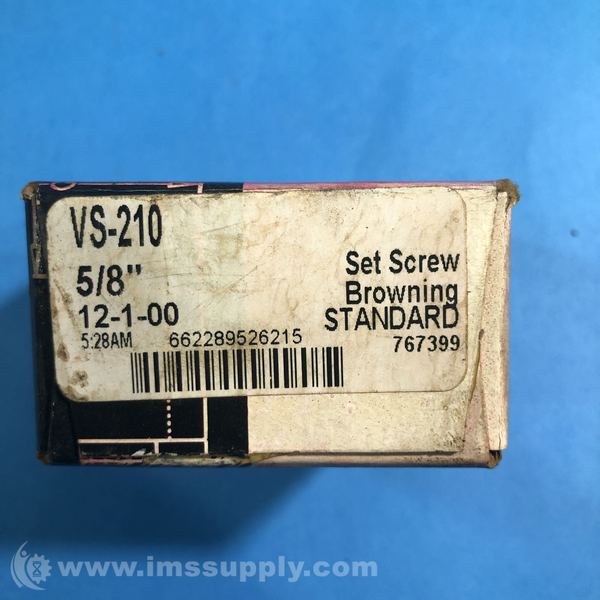 VS-210
5/8"
12-1-00
5:28AM
662289526215
Set Screw
Browning
STANDARD
767399
www.imssupply.com